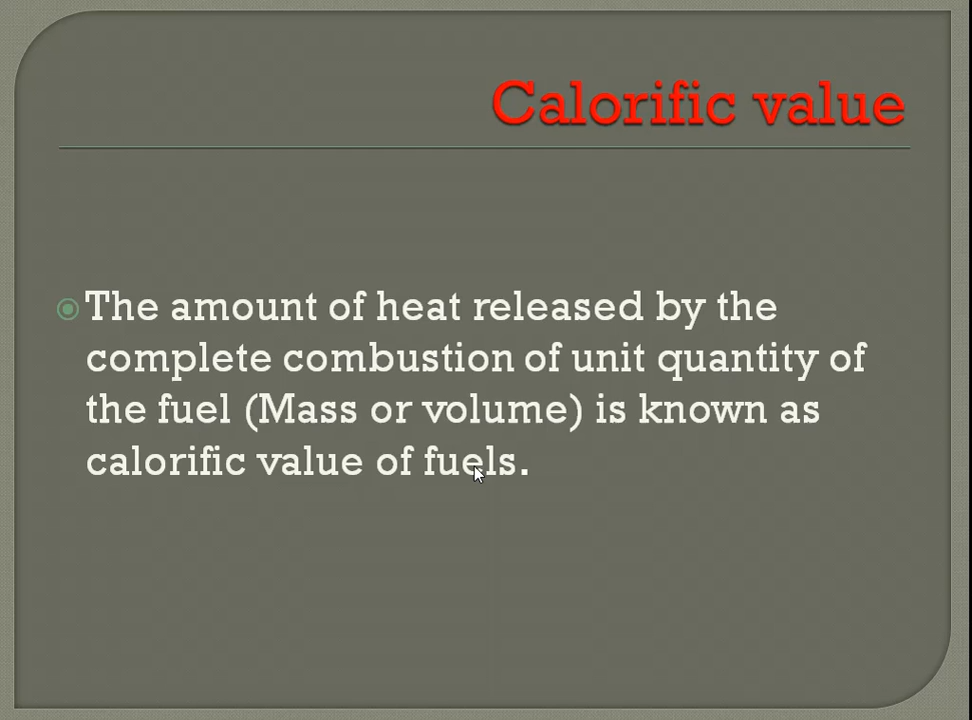 Calorific value
The amount of heat released by the
complete combustion of unit quantity of
the fuel (Mass or volume) is known as
calorific value of fuels.